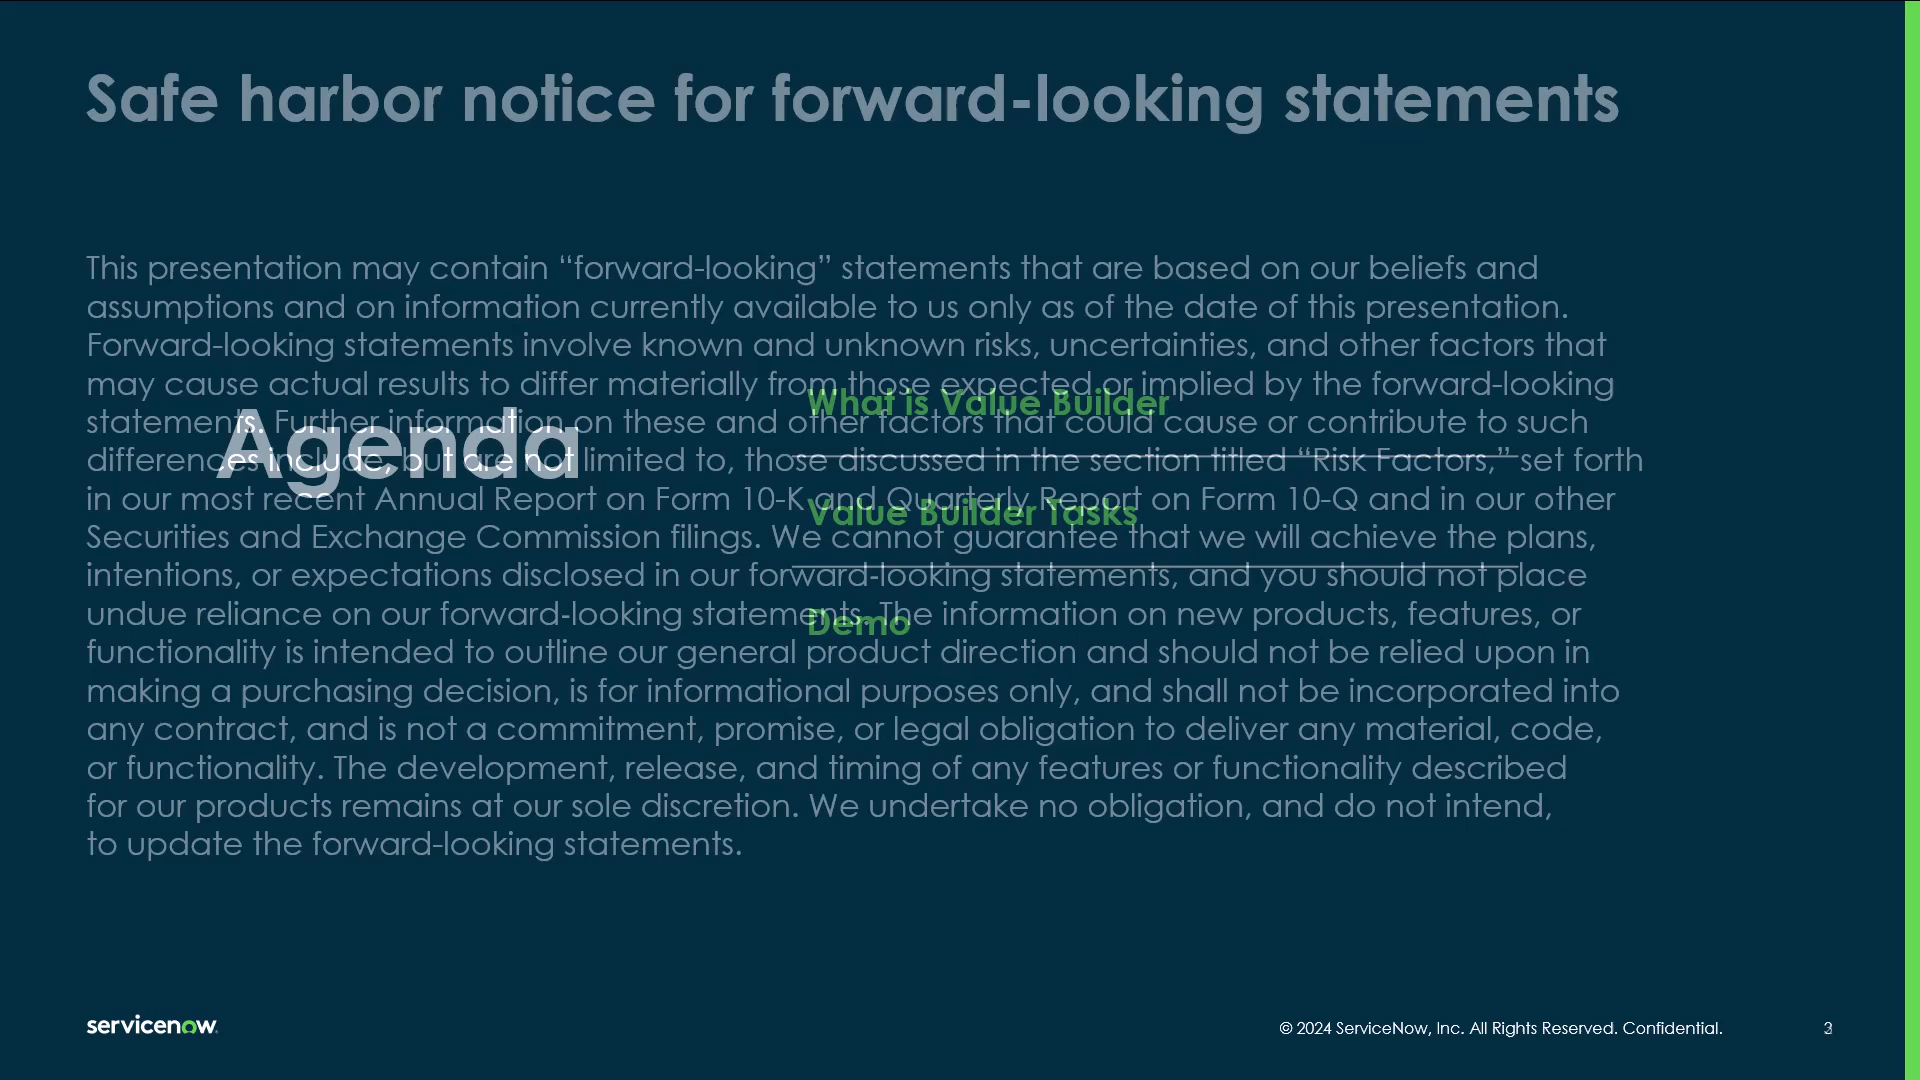 Safe harbor notice for forward-looking statements
This presentation may contain “forward-looking” statements that are based on our beliefs and
assumptions and on information currently available to us only as of the date of this presentation.
Forward-looking statements involve known and unknown risks, uncertainties, and other factors that
may cause actual results to differ materially from those expected or implied by the forward-looking
statements. Further information on these and other factors that could cause or contribute to such
differences include, but are not limited to, those discussed in the section titled “Risk Factors,” set forth
in our most recent Annual Report on Form 10-K and Quarterly Report on Form 10-Q and in our other
Securities and Exchange Commission filings. We cannot guarantee that we will achieve the plans,
intentions, or expectations disclosed in our forward-looking statements, and you should not place
undue reliance on our forward-looking statements. The information on new products, features, or
functionality is intended to outline our general product direction and should not be relied upon in
making a purchasing decision, is for informational purposes only, and shall not be incorporated into
any contract, and is not a commitment, promise, or legal obligation to deliver any material, code,
or functionality. The development, release, and timing of any features or functionality described
for our products remains at our sole discretion. We undertake no obligation, and do not intend,
to update the forward-looking statements.
Agenda
What is Value Builder
Value Builder Tasks
Demo
servicenow
© 2024 ServiceNow, Inc. All Rights Reserved. Confidential.